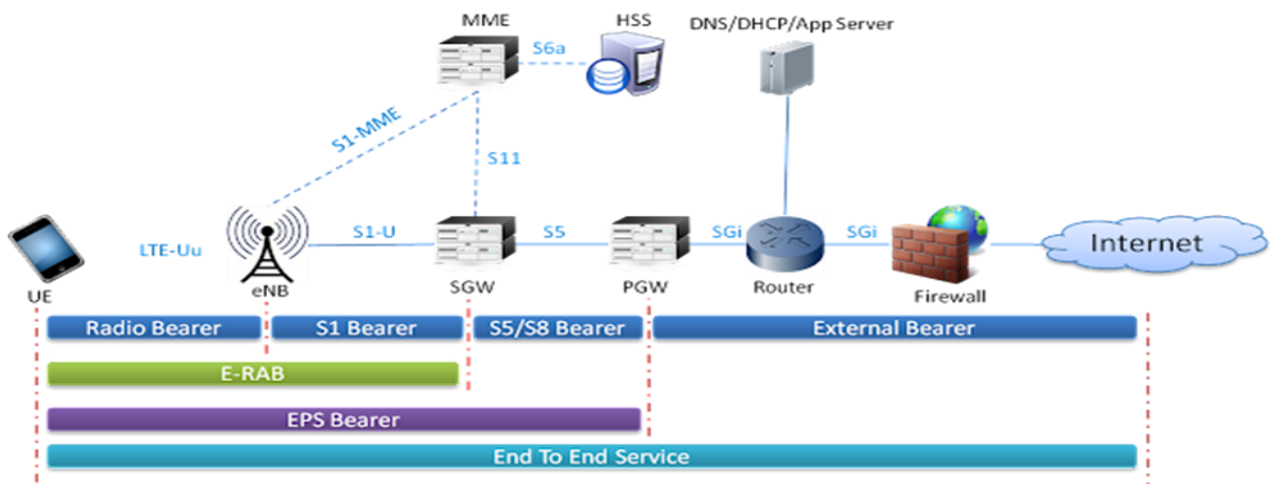 MME
HSS
DNS/DHCP/App Server
S6a
S1-MME
S11
LTE-Uu
S1-U
S5
SGi
SGi
Internet
UE
eNB
SGW
PGW
Router
Firewall
Radio Bearer
S1 Bearer
S5/S8 Bearer
External Bearer
E-RAB
EPS Bearer
End To End Service